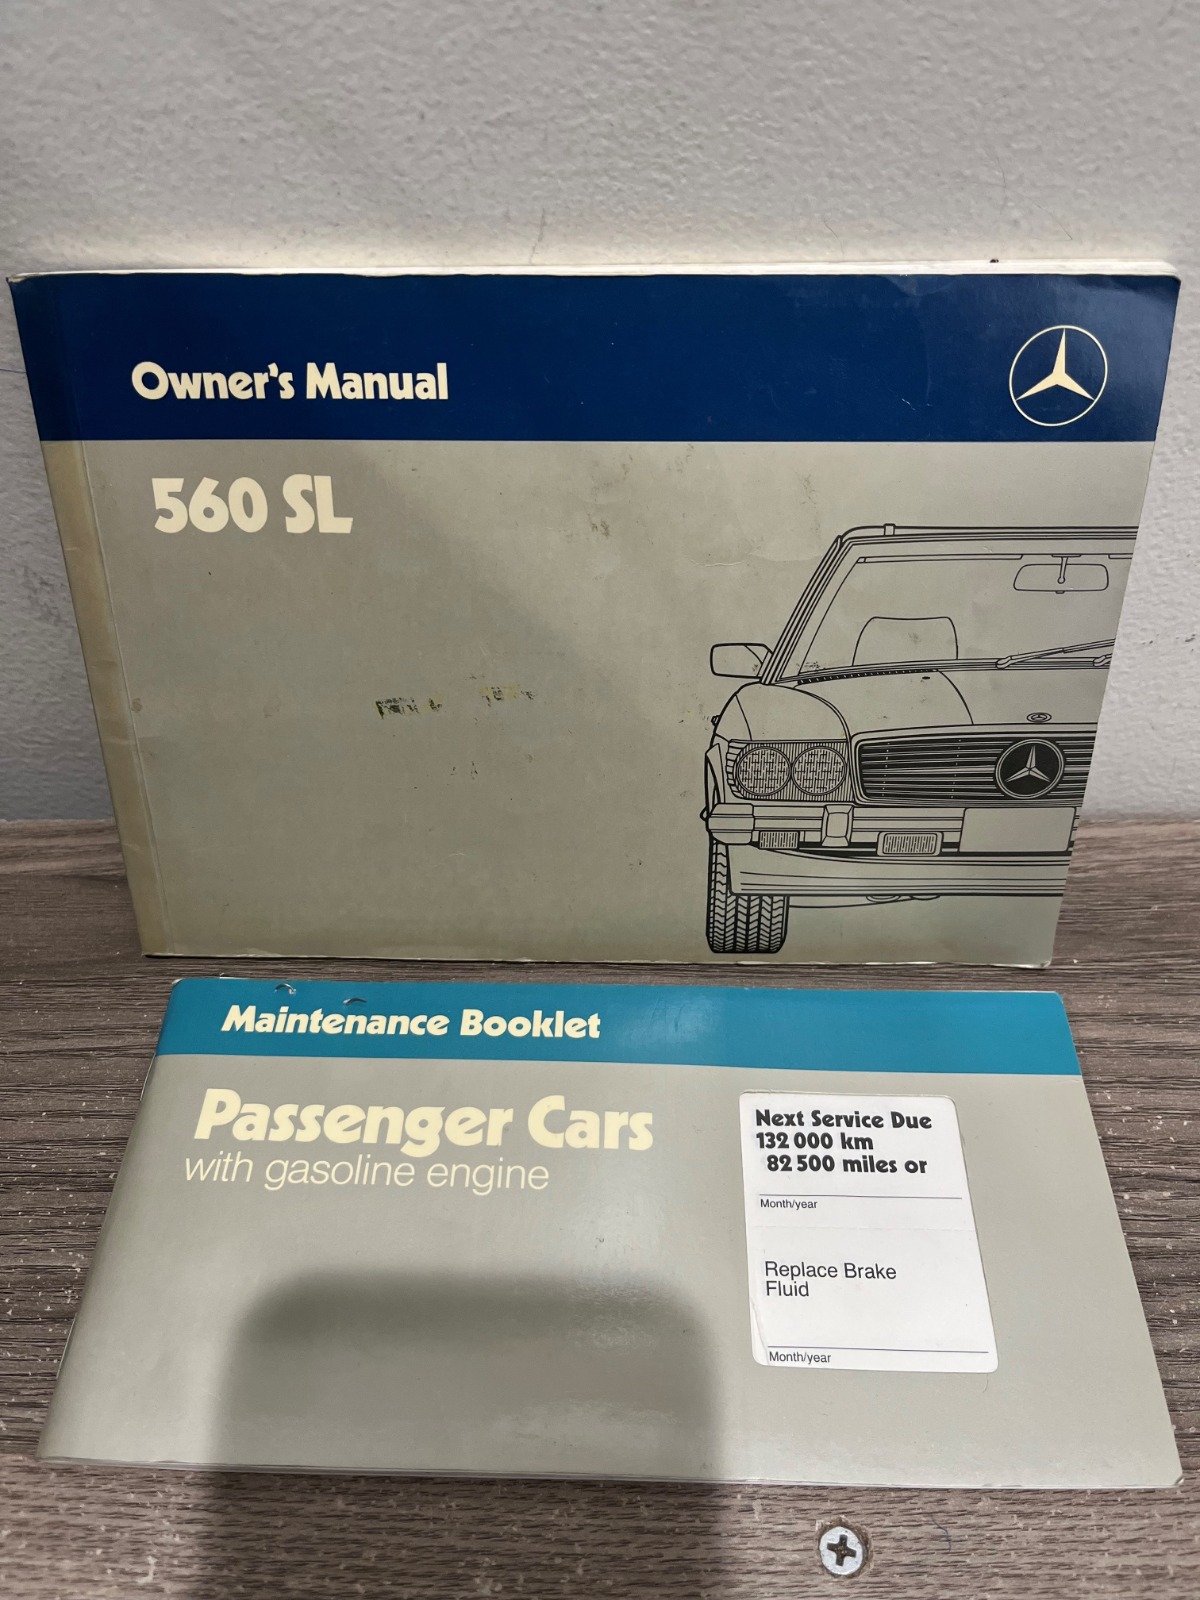 Owner's Manual
560 SL
Maintenance Booklet
Passenger Cars
with gasoline engine
Next Service Due
132 000 km
82 500 miles or
Month/year
Replace Brake
Fluid
Month/year